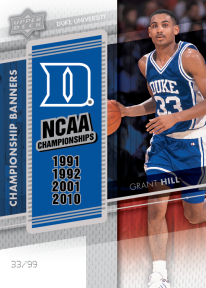 UPPER DECK
DUKE UNIVERSITY
CHAMPIONSHIP BANNERS
D
NCAA
CHAMPIONSHIPS
1991
1992
2001
2010
DUKE
33
GRANT HILL
33/99